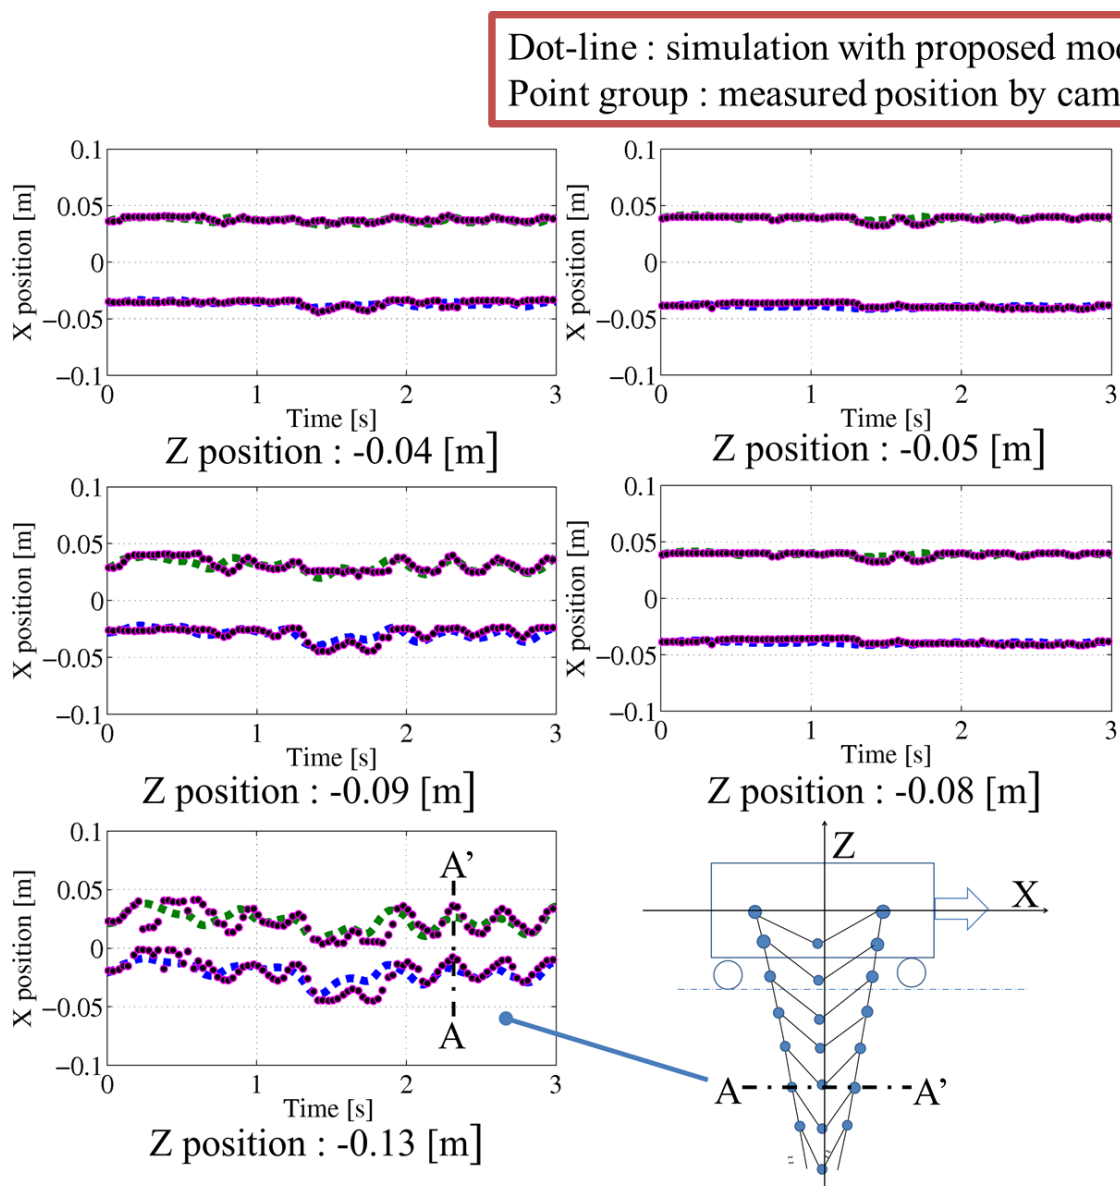 Dot-line : simulation with proposed
Point group : measured position by
0.1
0.05
0
−0.05
−0.1
X position [m]
0 1 2 3
Time [s]
Z position : -0.04 [m]
0.1
0.05
0
−0.05
−0.1
X position [m]
0 1 2 3
Time [s]
Z position : -0.05 [m]
0.1
0.05
0
−0.05
−0.1
X position [m]
0 1 2 3
Time [s]
Z position : -0.09 [m]
0.1
0.05
0
−0.05
−0.1
X position [m]
0 1 2 3
Time [s]
Z position : -0.08 [m]
0.1
0.05
0
−0.05
−0.1
X position [m]
A’
A
0 1 2 3
Time [s]
Z position : -0.13 [m]
Z
X
A A’